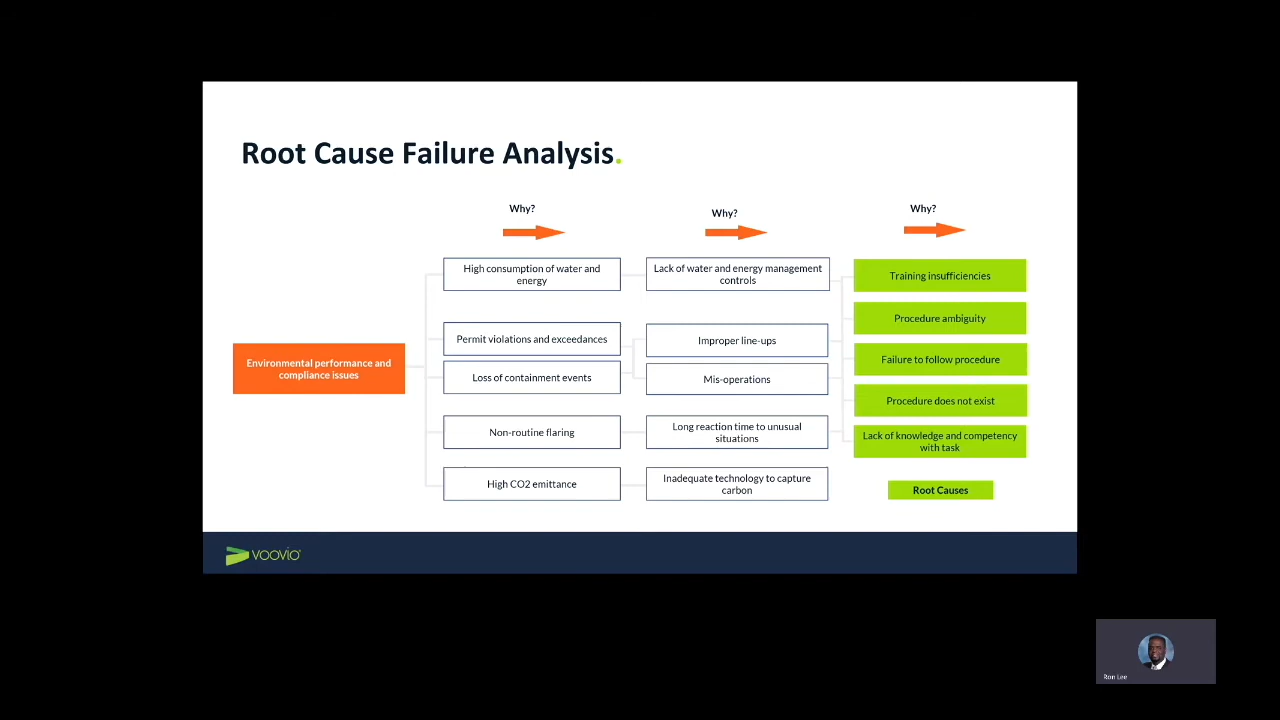 Root Cause Failure Analysis.
Why?
Why?
Why?
High consumption of water and
energy
Lack of water and energy management
controls
Training insufficiencies
Procedure ambiguity
Permit violations and exceedances
Improper line-ups
Environmental performance and
compliance issues
Failure to follow procedure
Loss of containment events
Mis-operations
Procedure does not exist
Non-routine flaring
Long reaction time to unusual
situations
Lack of knowledge and competency
with task
High CO2 emittance
Inadequate technology to capture
carbon
Root Causes
VOOVIO
Ron Lee